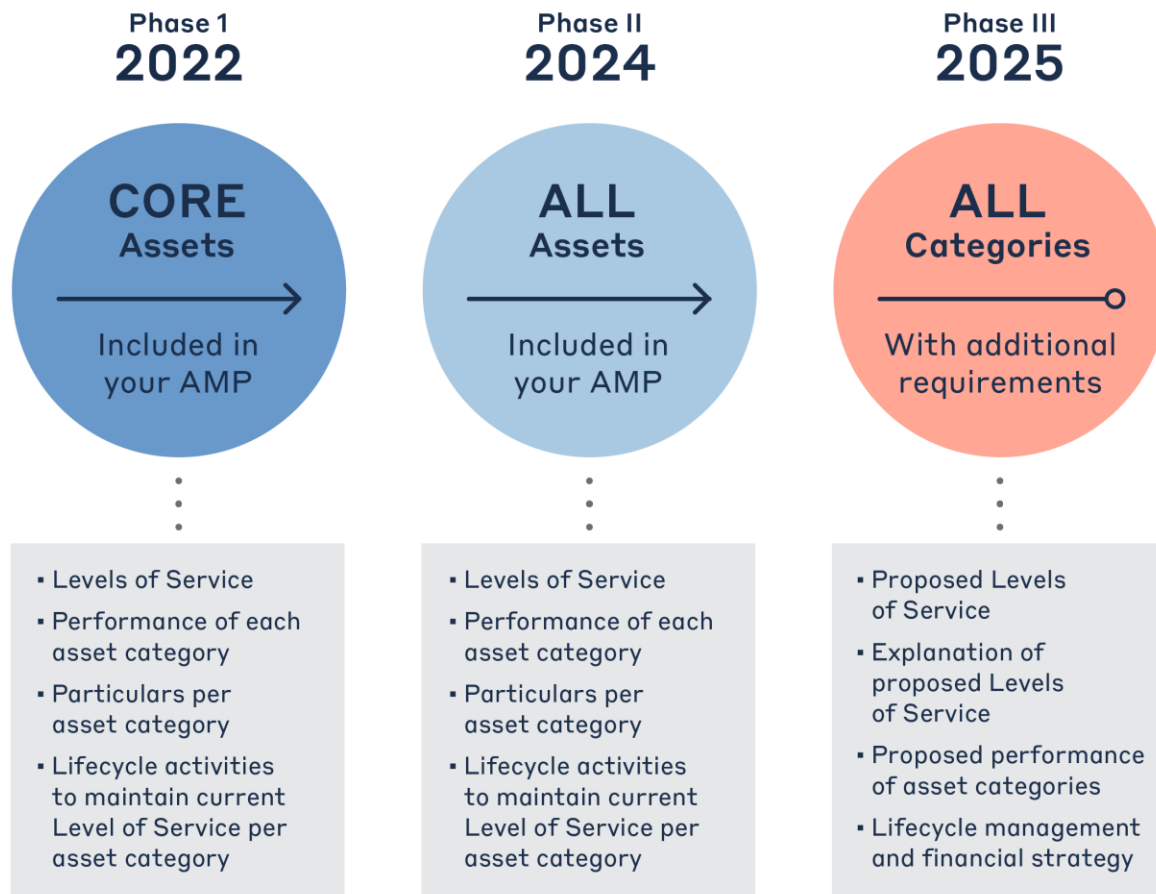 Phase 1
2022
CORE
Assets
Included in
your AMP
▪ Levels of Service
▪ Performance of each
asset category
▪ Particulars per
asset category
▪ Lifecycle activities
to maintain current
Level of Service per
asset category
Phase II
2024
ALL
Assets
Included in
your AMP
▪ Levels of Service
▪ Performance of each
asset category
▪ Particulars per
asset category
▪ Lifecycle activities
to maintain current
Level of Service per
asset category
Phase III
2025
ALL
Categories
With additional
requirements
▪ Proposed Levels
of Service
▪ Explanation of
proposed Levels
of Service
▪ Proposed performance
of asset categories
▪ Lifecycle management
and financial strategy